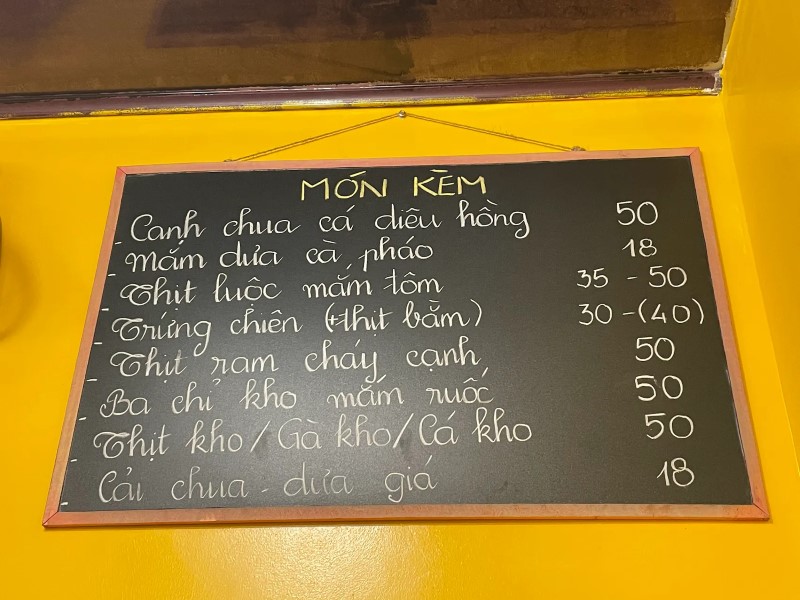 MÓN KÈM
- Canh chua cá diêu hồng 50
- Mắm dưa cà pháo 18
- Thịt luộc mắm tôm 35 - 50
- Trứng chiên (+thịt bằm) 30 - (40)
- Thịt ram cháy cạnh 50
- Ba chỉ kho mắm ruốc 50
- Thịt kho / Gà kho / Cá kho 50
- Cải chua - dưa giá 18